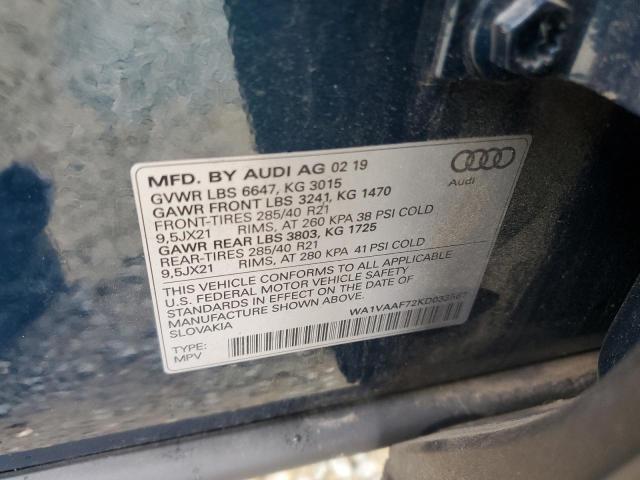 MFD. BY AUDI AG 02 19
Audi
GVWR LBS 6647, KG 3015
GAWR FRONT LBS 3241, KG 1470
FRONT-TIRES 285/40 R21
9,5JX21 RIMS, AT 260 KPA 38 PSI COLD
GAWR REAR LBS 3803, KG 1725
REAR-TIRES 285/40 R21
9,5JX21 RIMS, AT 280 KPA 41 PSI COLD
THIS VEHICLE CONFORMS TO ALL APPLICABLE
U.S. FEDERAL MOTOR VEHICLE SAFETY
STANDARDS IN EFFECT ON THE DATE OF
MANUFACTURE SHOWN ABOVE.
SLOVAKIA
TYPE:
MPV